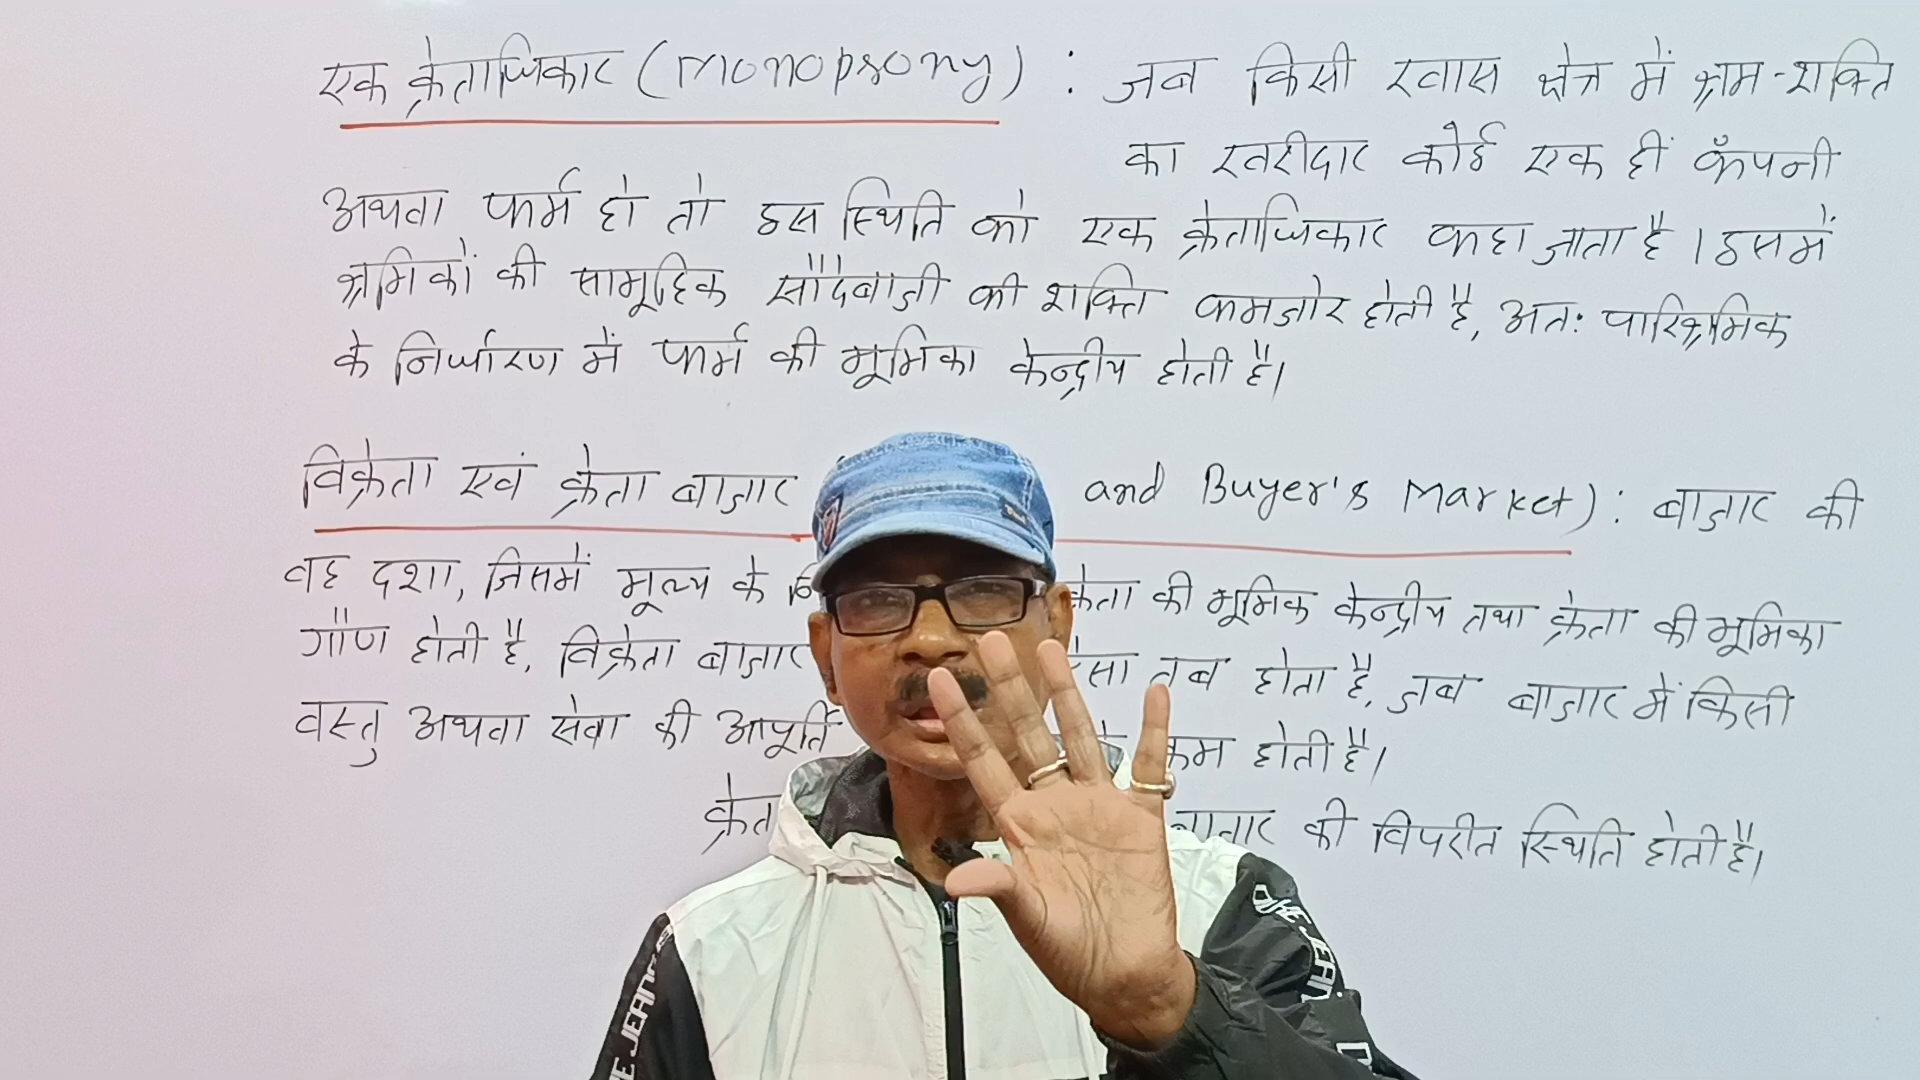 एक क्रेताधिकार (Monopsony) : जब किसी खास क्षेत्र में श्रम-शक्ति
का खरीदार कोई एक ही कँपनी
अथवा फर्म हो तो इस स्थिति को एक क्रेताधिकार कहा जाता है । इसमें
श्रमिकों की सामूहिक सौदेबाजी की शक्ति कमजोर होती है, अतः पारिश्रमिक
के निर्धारण में फर्म की भूमिका केन्द्रीय होती है।
विक्रेता एवं क्रेता बाजार and Buyer's Market) : बाजार की
वह दशा, जिसमें मूल्य के की भूमिक केन्द्रीय तथा क्रेता की भूमिका
गौण होती है, विक्रेता बाजार तब होता है, जब बाजार में किसी
वस्तु अथवा सेवा की आपूर्ति कम होती है।
की विपरीत स्थिति होती है।